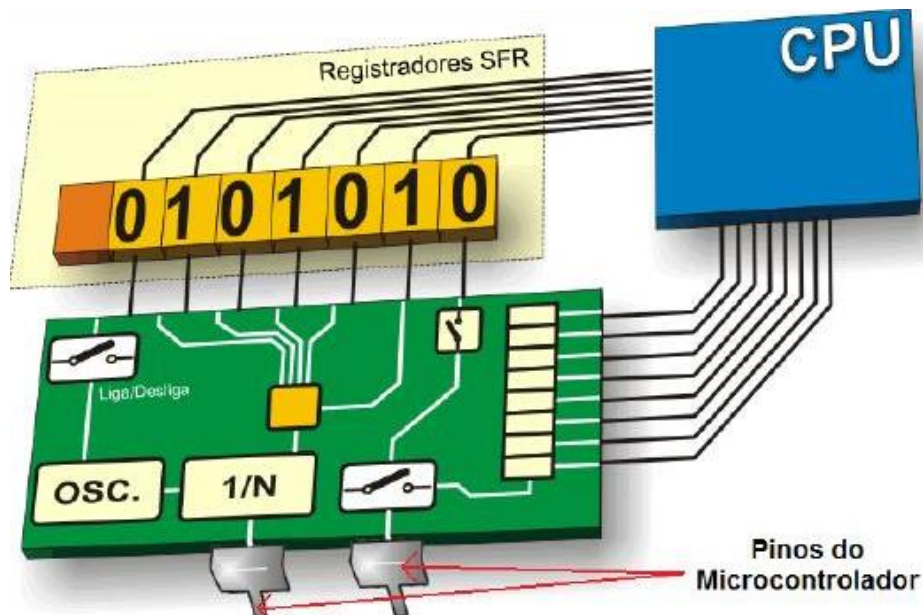 CPU
Registradores SFR
0101010
Liga/Desliga
OSC.
1/N
Pinos do
Microcontrolador